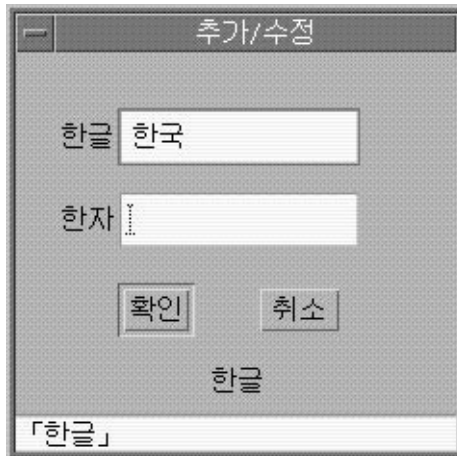 추가/수정
한글 한국
한자
확인 취소
한글
「한글」